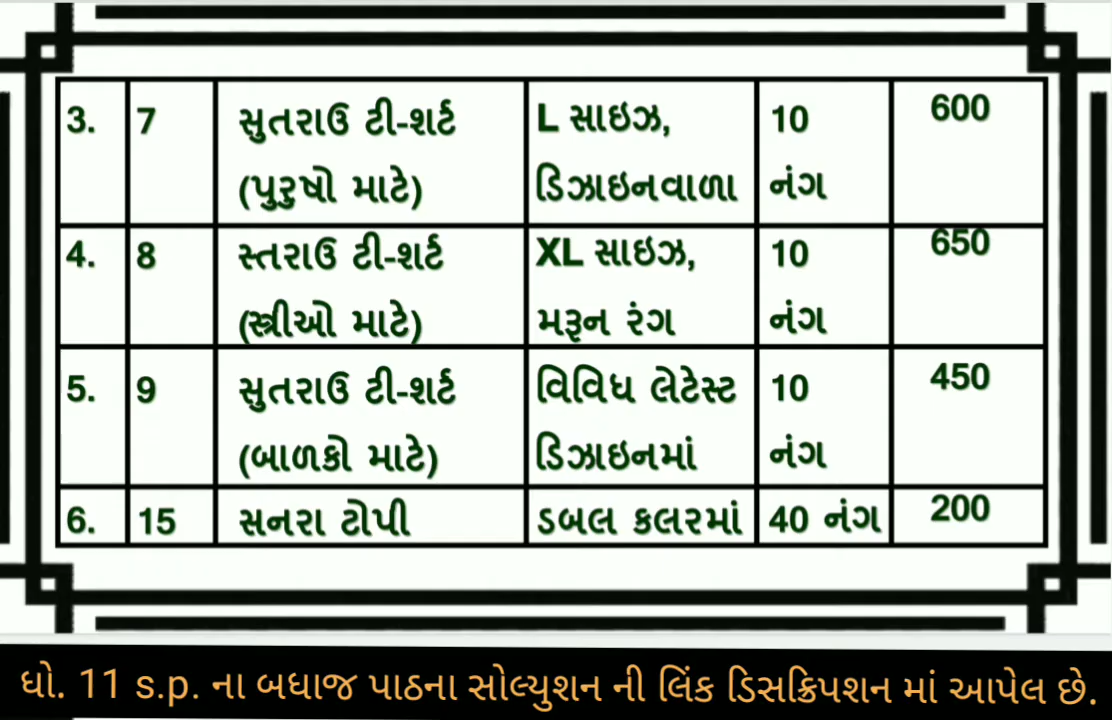 3. 7 સુતરાઉ ટી-શર્ટ L સાઇઝ, 10 600
(પુરુષો માટે) ડિઝાઇનવાળા નંગ
4. 8 સ્તરાઉ ટી-શર્ટ XL સાઇઝ, 10 650
(સ્ત્રીઓ માટે) મરૂન રંગ નંગ
5. 9 સુતરાઉ ટી-શર્ટ વિવિધ લેટેસ્ટ 10 450
(બાળકો માટે) ડિઝાઇનમાં નંગ
6. 15 સનરા ટોપી ડબલ કલરમાં 40 નંગ 200
ધો. 11 s.p. ના બધાજ પાઠના સોલ્યુશન ની લિંક ડિસક્રિપશન માં આપેલ છે.